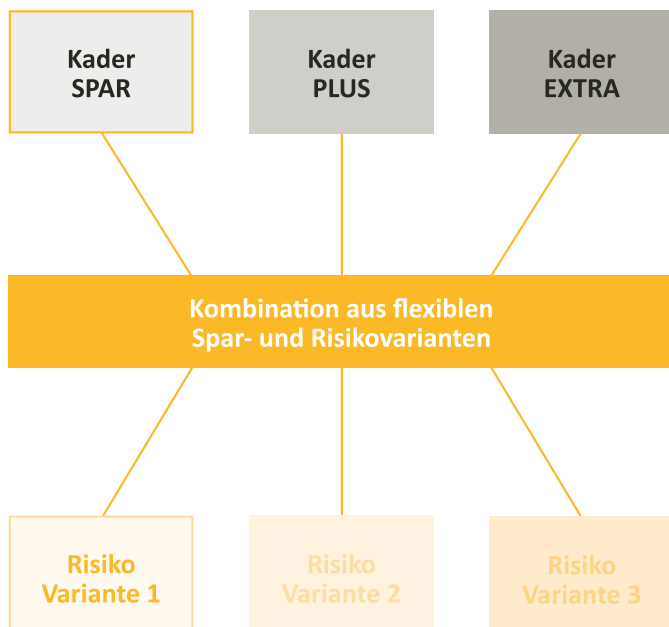 Kader
SPAR
Kader
PLUS
Kader
EXTRA
Kombination aus flexiblen
Spar- und Risikovarianten
Risiko
Variante 1
Risiko
Variante 2
Risiko
Variante 3